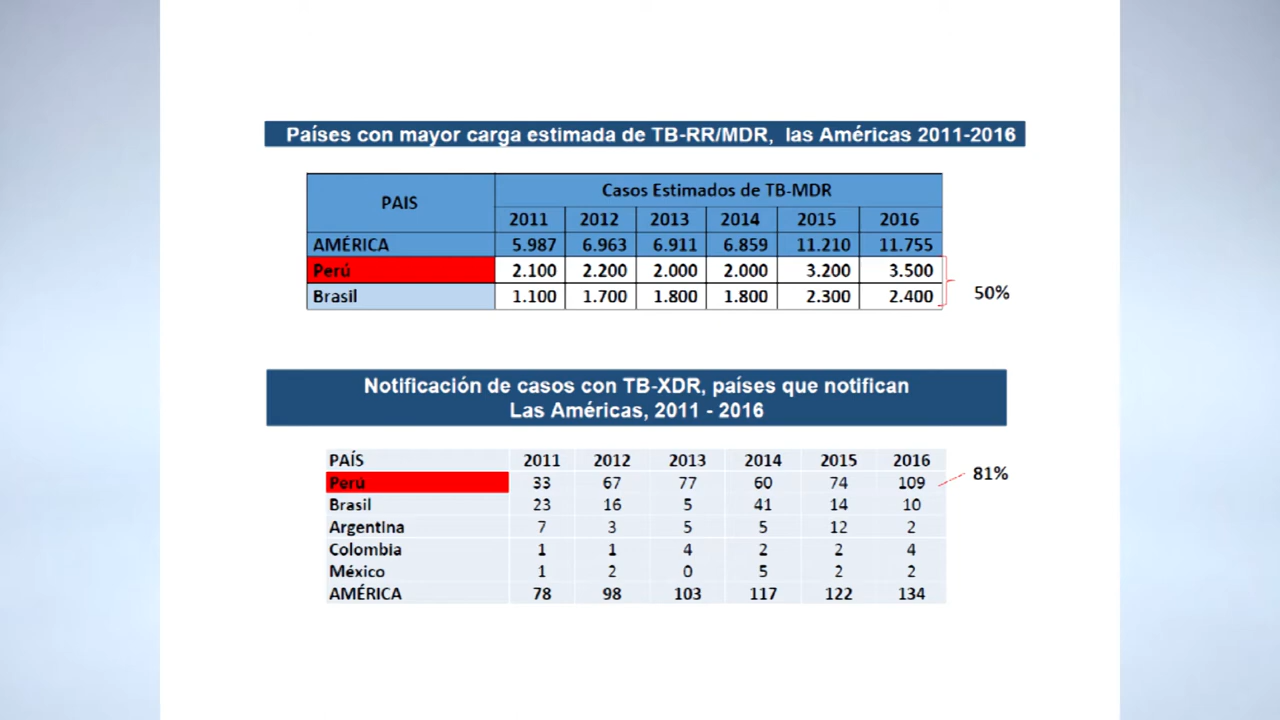 Países con mayor carga estimada de TB-RR/MDR, las Américas 2011-2016
PAIS Casos Estimados de TB-MDR
2011 2012 2013 2014 2015 2016
AMÉRICA 5.987 6.963 6.911 6.859 11.210 11.755
Perú 2.100 2.200 2.000 2.000 3.200 3.500
Brasil 1.100 1.700 1.800 1.800 2.300 2.400
50%
Notificación de casos con TB-XDR, países que notifican
Las Américas, 2011 - 2016
PAÍS 2011 2012 2013 2014 2015 2016
Perú 33 67 77 60 74 109
81%
Brasil 23 16 5 41 14 10
Argentina 7 3 5 5 12 2
Colombia 1 1 4 2 2 4
México 1 2 0 5 2 2
AMÉRICA 78 98 103 117 122 134